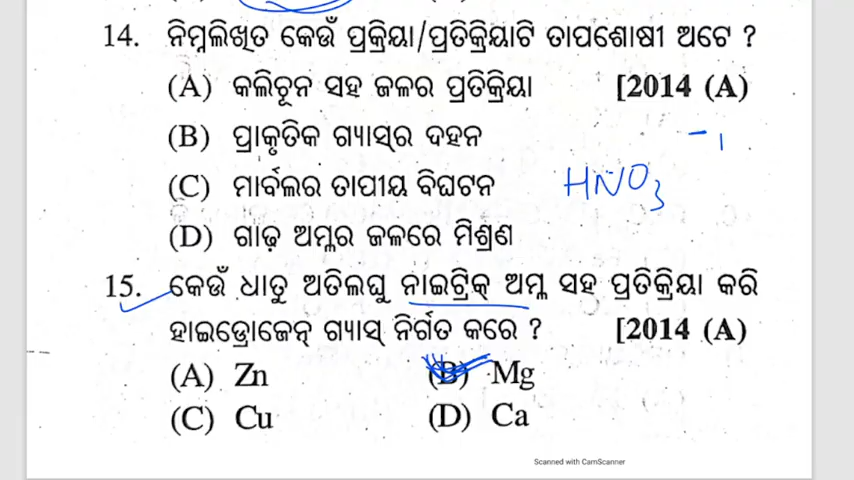 14. ନିମ୍ନଲିଖିତ କେଉଁ ପ୍ରକ୍ରିୟା/ପ୍ରତିକ୍ରିୟାଟି ତାପଶୋଷୀ ଅଟେ ?
(A) କଲିଚୂନ ସହ ଜଳର ପ୍ରତିକ୍ରିୟା [2014 (A)
(B) ପ୍ରାକୃତିକ ଗ୍ୟାସ୍‌ର ଦହନ
(C) ମାର୍ବଲର ତାପୀୟ ବିଘଟନ HNO3
(D) ଗାଢ଼ ଅମ୍ଳର ଜଳରେ ମିଶ୍ରଣ
15. କେଉଁ ଧାତୁ ଅତିଲଘୁ ନାଇଟ୍ରିକ୍ ଅମ୍ଳ ସହ ପ୍ରତିକ୍ରିୟା କରି
ହାଇଡ୍ରୋଜେନ୍ ଗ୍ୟାସ୍ ନିର୍ଗତ କରେ ? [2014 (A)
(A) Zn (B) Mg
(C) Cu (D) Ca
Scanned with CamScanner